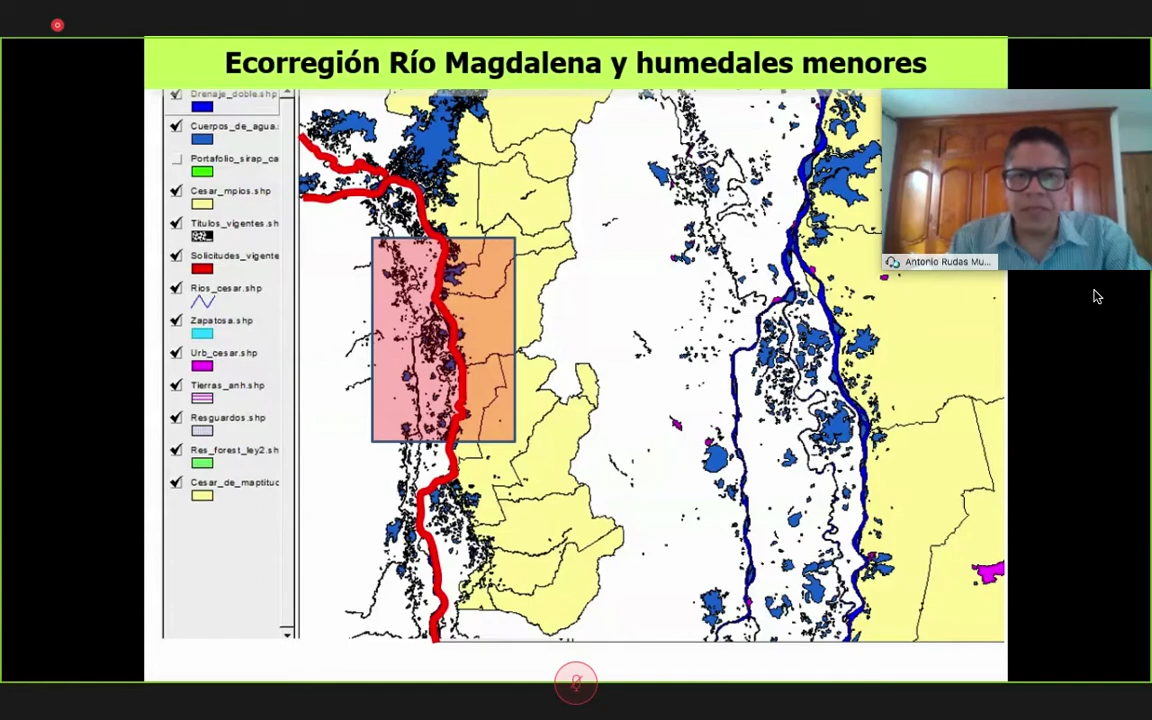 Ecorregión Río Magdalena y humedales menores
Drenaje_doble.shp
Cuerpos_de_agua.
Portafolio_sirap_ca
Cesar_mpios.shp
Titulos_vigentes.sh
Solicitudes_vigente
Rios_cesar.shp
Zapatosa.shp
Urb_cesar.shp
Tierras_anh.shp
Resguardos.shp
Res_forest_ley2.sh
Cesar_de_maptitud
Antonio Rudas Mu...